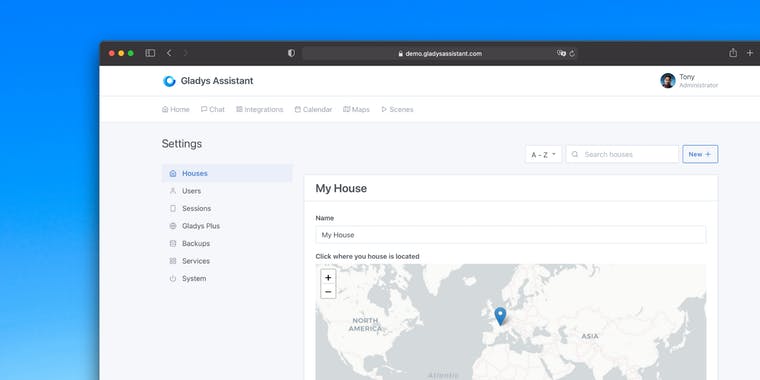 demo.gladysassistant.com
Gladys Assistant
Tony
Administrator
Home Chat Integrations Calendar Maps Scenes
Settings
A – Z Search houses New +
Houses
Users
Sessions
Gladys Plus
Backups
Services
System
My House
Name
My House
Click where you house is located
+
−
NORTH
AMERICA
ASIA
Atlantic